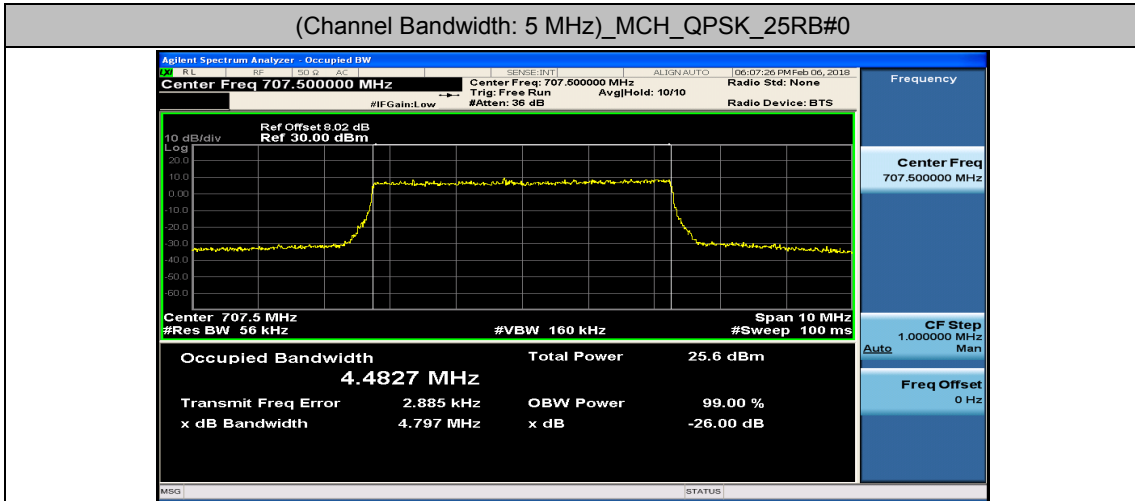 (Channel Bandwidth: 5 MHz)_MCH_QPSK_25RB#0
Agilent Spectrum Analyzer - Occupied BW
LXI RL RF 50 Ω AC SENSE:INT ALIGN AUTO 06:07:26 PM Feb 06, 2018
Center Freq 707.500000 MHz
Center Freq: 707.500000 MHz Radio Std: None
Trig: Free Run Avg|Hold: 10/10
#IFGain:Low #Atten: 36 dB Radio Device: BTS
Ref Offset 8.02 dB
10 dB/div Ref 30.00 dBm
Log
20.0
10.0
0.00
-10.0
-20.0
-30.0
-40.0
-50.0
-60.0
Center 707.5 MHz Span 10 MHz
#Res BW 56 kHz #VBW 160 kHz #Sweep 100 ms
Occupied Bandwidth Total Power 25.6 dBm
4.4827 MHz
Transmit Freq Error 2.885 kHz OBW Power 99.00 %
x dB Bandwidth 4.797 MHz x dB -26.00 dB
MSG STATUS
Frequency
Center Freq
707.500000 MHz
CF Step
1.000000 MHz
Auto Man
Freq Offset
0 Hz